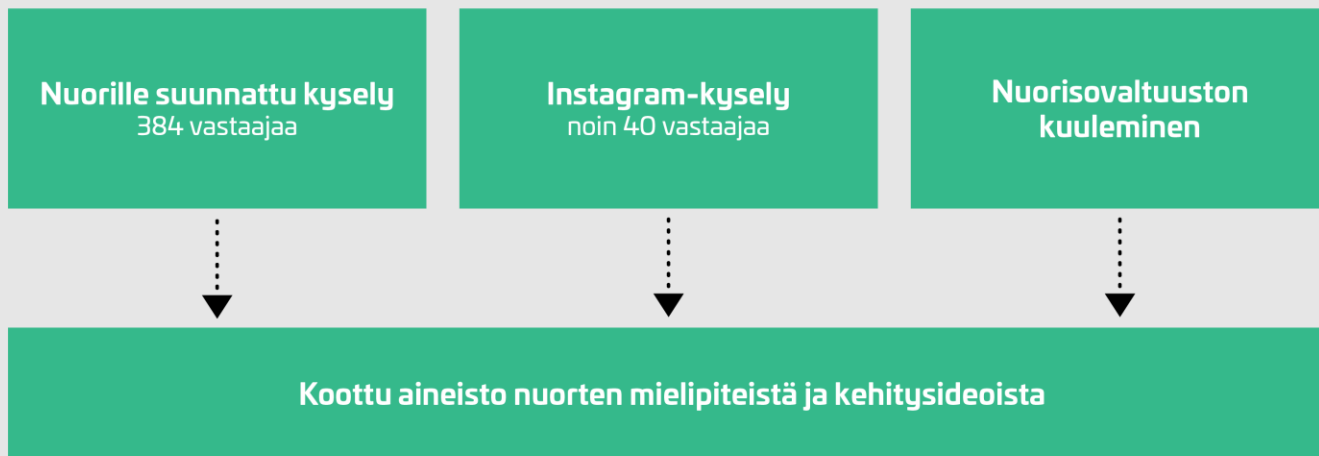 Nuorille suunnattu kysely
384 vastaajaa
Instagram-kysely
noin 40 vastaajaa
Nuorisovaltuuston
kuuleminen
Koottu aineisto nuorten mielipiteistä ja kehitysideoista